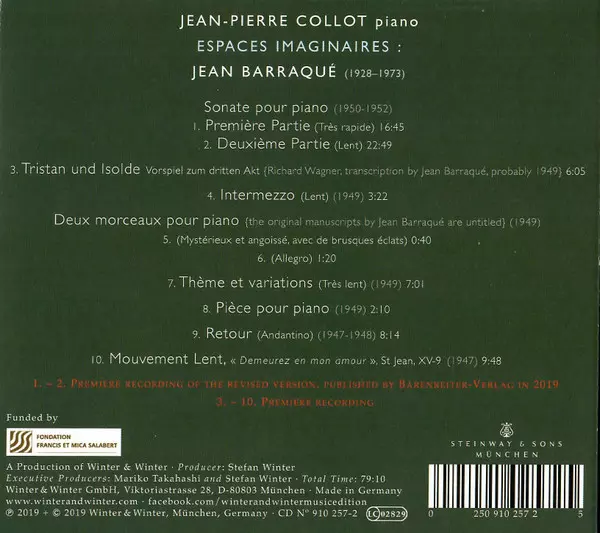 JEAN-PIERRE COLLOT piano
ESPACES IMAGINAIRES :
JEAN BARRAQUÉ (1928–1973)
Sonate pour piano (1950-1952)
1. Première Partie (Très rapide) 16:45
2. Deuxième Partie (Lent) 22:49
3. Tristan und Isolde Vorspiel zum dritten Akt {Richard Wagner, transcription by Jean Barraqué, probably 1949} 6:05
4. Intermezzo (Lent) (1949) 3:22
Deux morceaux pour piano {the original manuscripts by Jean Barraqué are untitled} (1949)
5. (Mystérieux et angoissé, avec de brusques éclats) 0:40
6. (Allegro) 1:20
7. Thème et variations (Très lent) (1949) 7:01
8. Pièce pour piano (1949) 2:10
9. Retour (Andantino) (1947-1948) 8:14
10. Mouvement Lent, « Demeurez en mon amour », St Jean, XV-9 (1947) 9:48
1. – 2. Premiere recording of the revised version, published by Bärenreiter-Verlag in 2019
3. – 10. Premiere recording
Funded by
FONDATION
FRANCIS ET MICA SALABERT
STEINWAY & SONS
MÜNCHEN
A Production of Winter & Winter · Producer: Stefan Winter
Executive Producers: Mariko Takahashi and Stefan Winter · Total Time: 79:10
Winter & Winter GmbH, Viktoriastrasse 28, D-80803 München · Made in Germany
www.winterandwinter.com · facebook.com/winterandwintermusicedition
℗ 2019 + © 2019 Winter & Winter, München, Germany · CD Nº 910 257-2
LC 02829
0 250 910 257 2 5